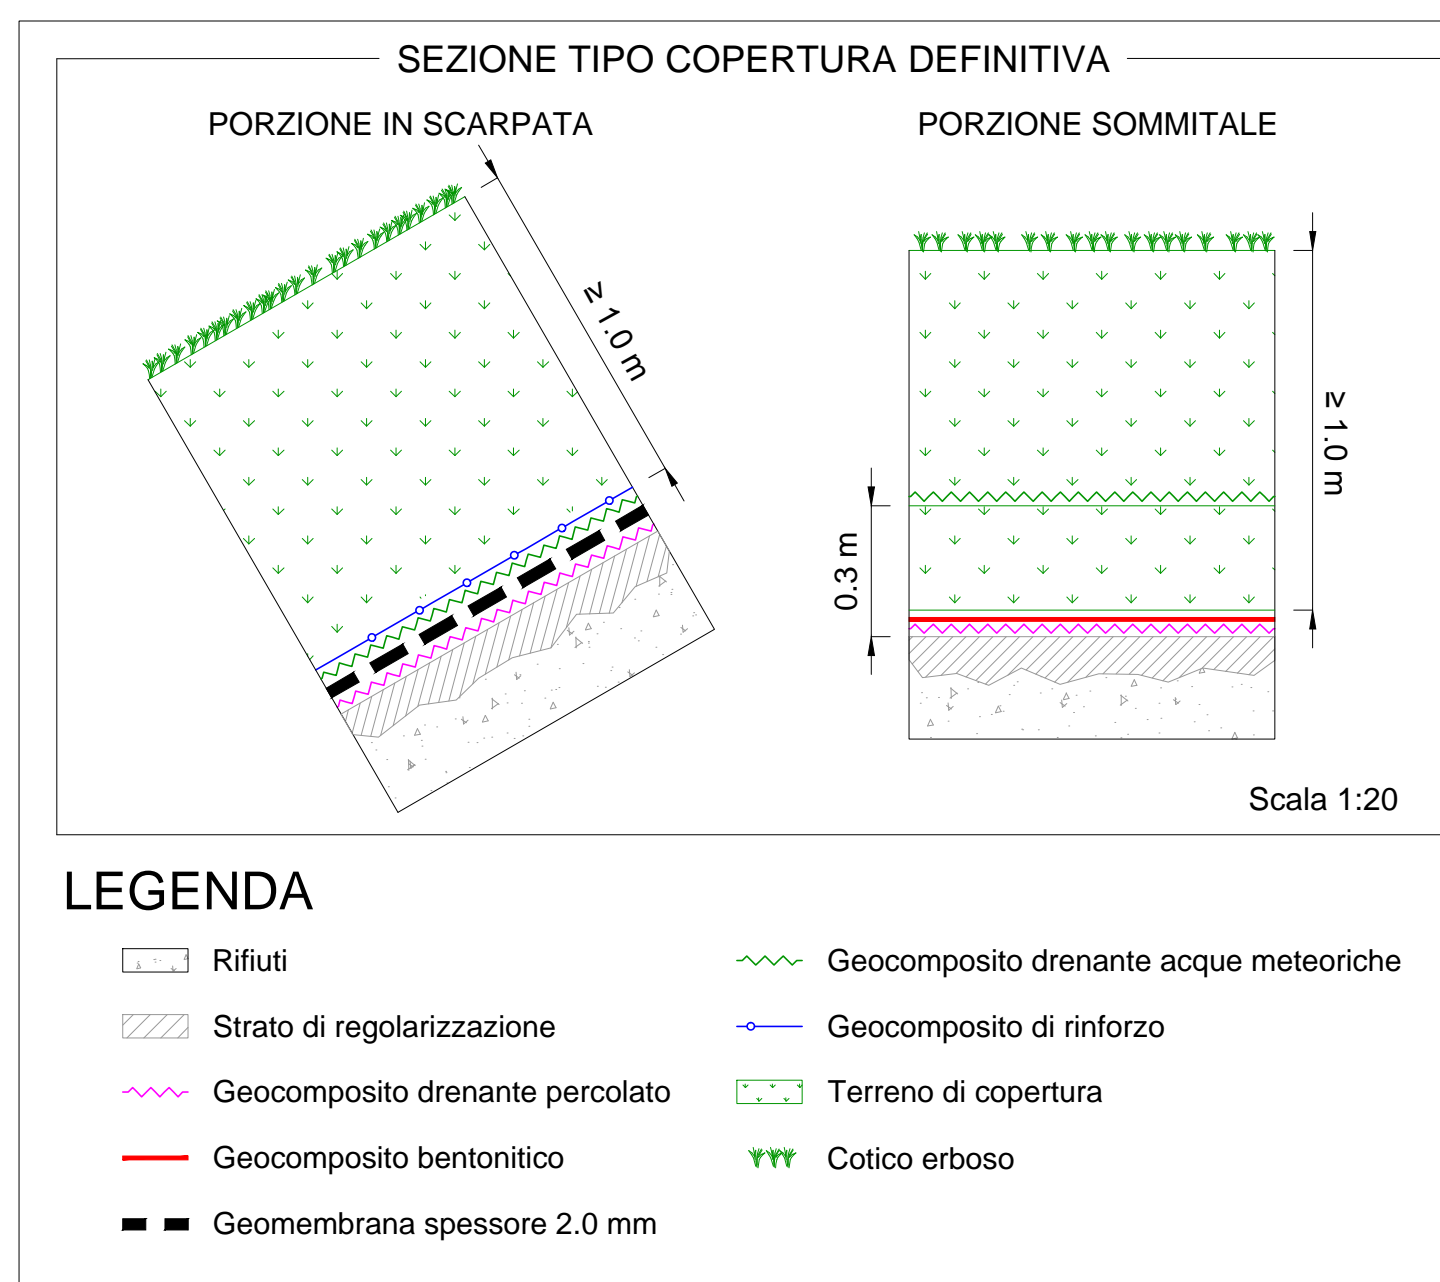 SEZIONE TIPO COPERTURA DEFINITIVA
PORZIONE IN SCARPATA
PORZIONE SOMMITALE
≥ 1.0 m
≥ 1.0 m
0.3 m
Scala 1:20
LEGENDA
Rifiuti
Strato di regolarizzazione
Geocomposito drenante percolato
Geocomposito bentonitico
Geomembrana spessore 2.0 mm
Geocomposito drenante acque meteoriche
Geocomposito di rinforzo
Terreno di copertura
Cotico erboso